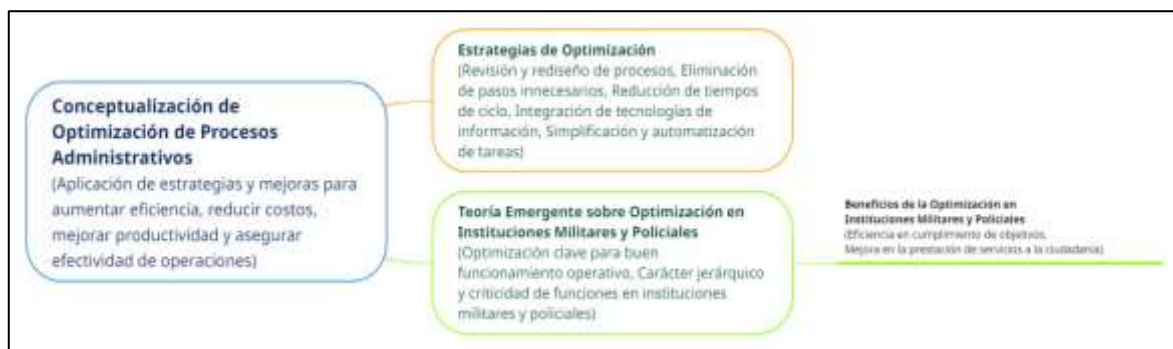 Conceptualización de
Optimización de Procesos
Administrativos
(Aplicación de estrategias y mejoras para
aumentar eficiencia, reducir costos,
mejorar productividad y asegurar
efectividad de operaciones)
Estrategias de Optimización
(Revisión y rediseño de procesos, Eliminación
de pasos innecesarios, Reducción de tiempos
de ciclo, Integración de tecnologías de
información, Simplificación y automatización
de tareas)
Teoría Emergente sobre Optimización en
Instituciones Militares y Policiales
(Optimización clave para buen
funcionamiento operativo, Carácter jerárquico
y criticidad de funciones en instituciones
militares y policiales)
Beneficios de la Optimización en
Instituciones Militares y Policiales
(Eficiencia en cumplimiento de objetivos,
Mejora en la prestación de servicios a la ciudadanía)